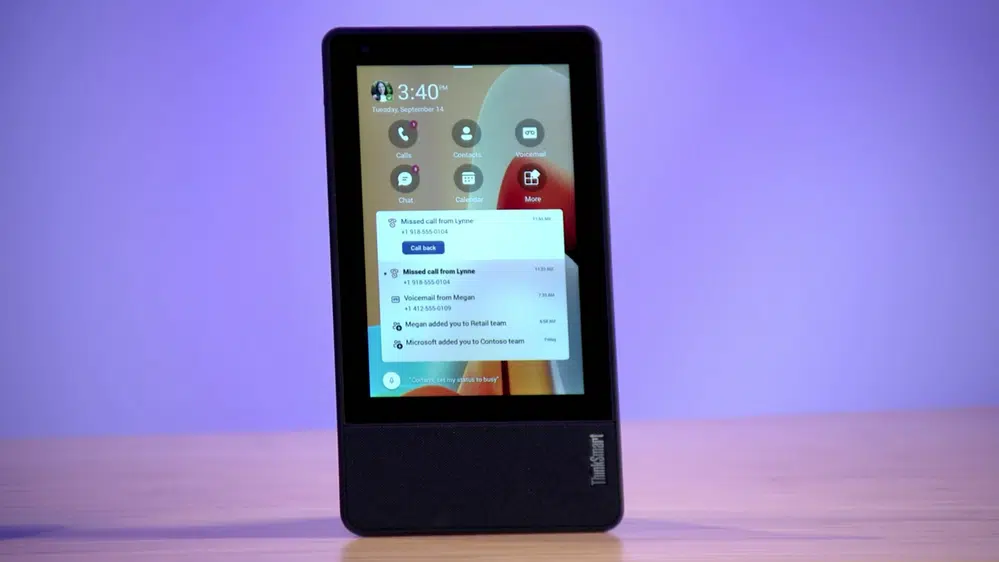 3:40 PM
Tuesday, September 14
Calls
Contacts
Voicemail
Chat
Calendar
More
Missed call from Lynne
+1 918-555-0104
Call back
Missed call from Lynne
+1 918-555-0104
Voicemail from Megan
+1 412-555-0109
Megan added you to Retail team
Microsoft added you to Contoso team
set my status to busy"
ThinkSmart